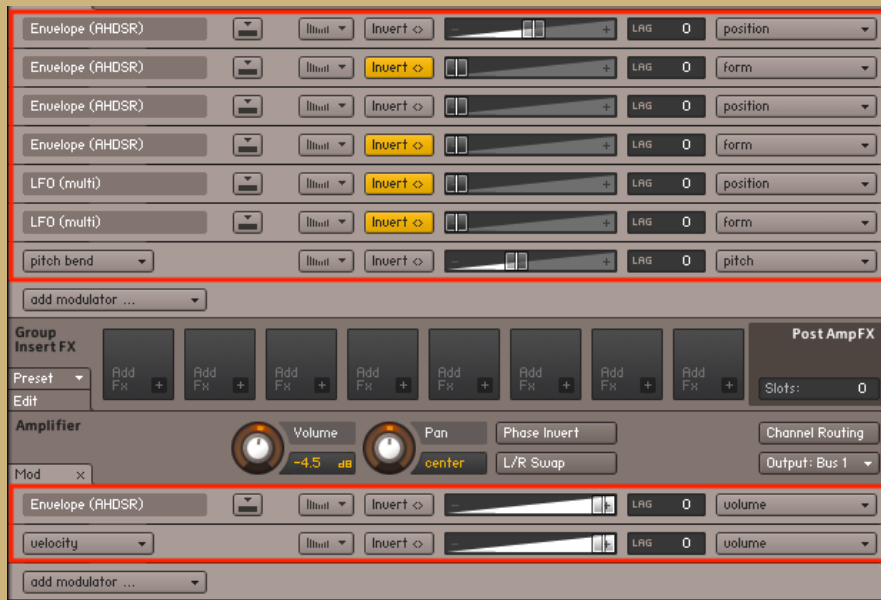 Envelope (AHDSR) Invert LAG 0 position
Envelope (AHDSR) Invert LAG 0 form
Envelope (AHDSR) Invert LAG 0 position
Envelope (AHDSR) Invert LAG 0 form
LFO (multi) Invert LAG 0 position
LFO (multi) Invert LAG 0 form
pitch bend Invert LAG 0 pitch
add modulator ...
Group
Insert FX
Preset
Edit
Add Fx + Add Fx + Add Fx + Add Fx + Add Fx + Add Fx + Add Fx + Add Fx +
Post AmpFX
Slots: 0
Amplifier
Mod x
Volume
-4.5 dB
Pan
center
Phase Invert
L/R Swap
Channel Routing
Output: Bus 1
Envelope (AHDSR) Invert LAG 0 volume
velocity Invert LAG 0 volume
add modulator ...